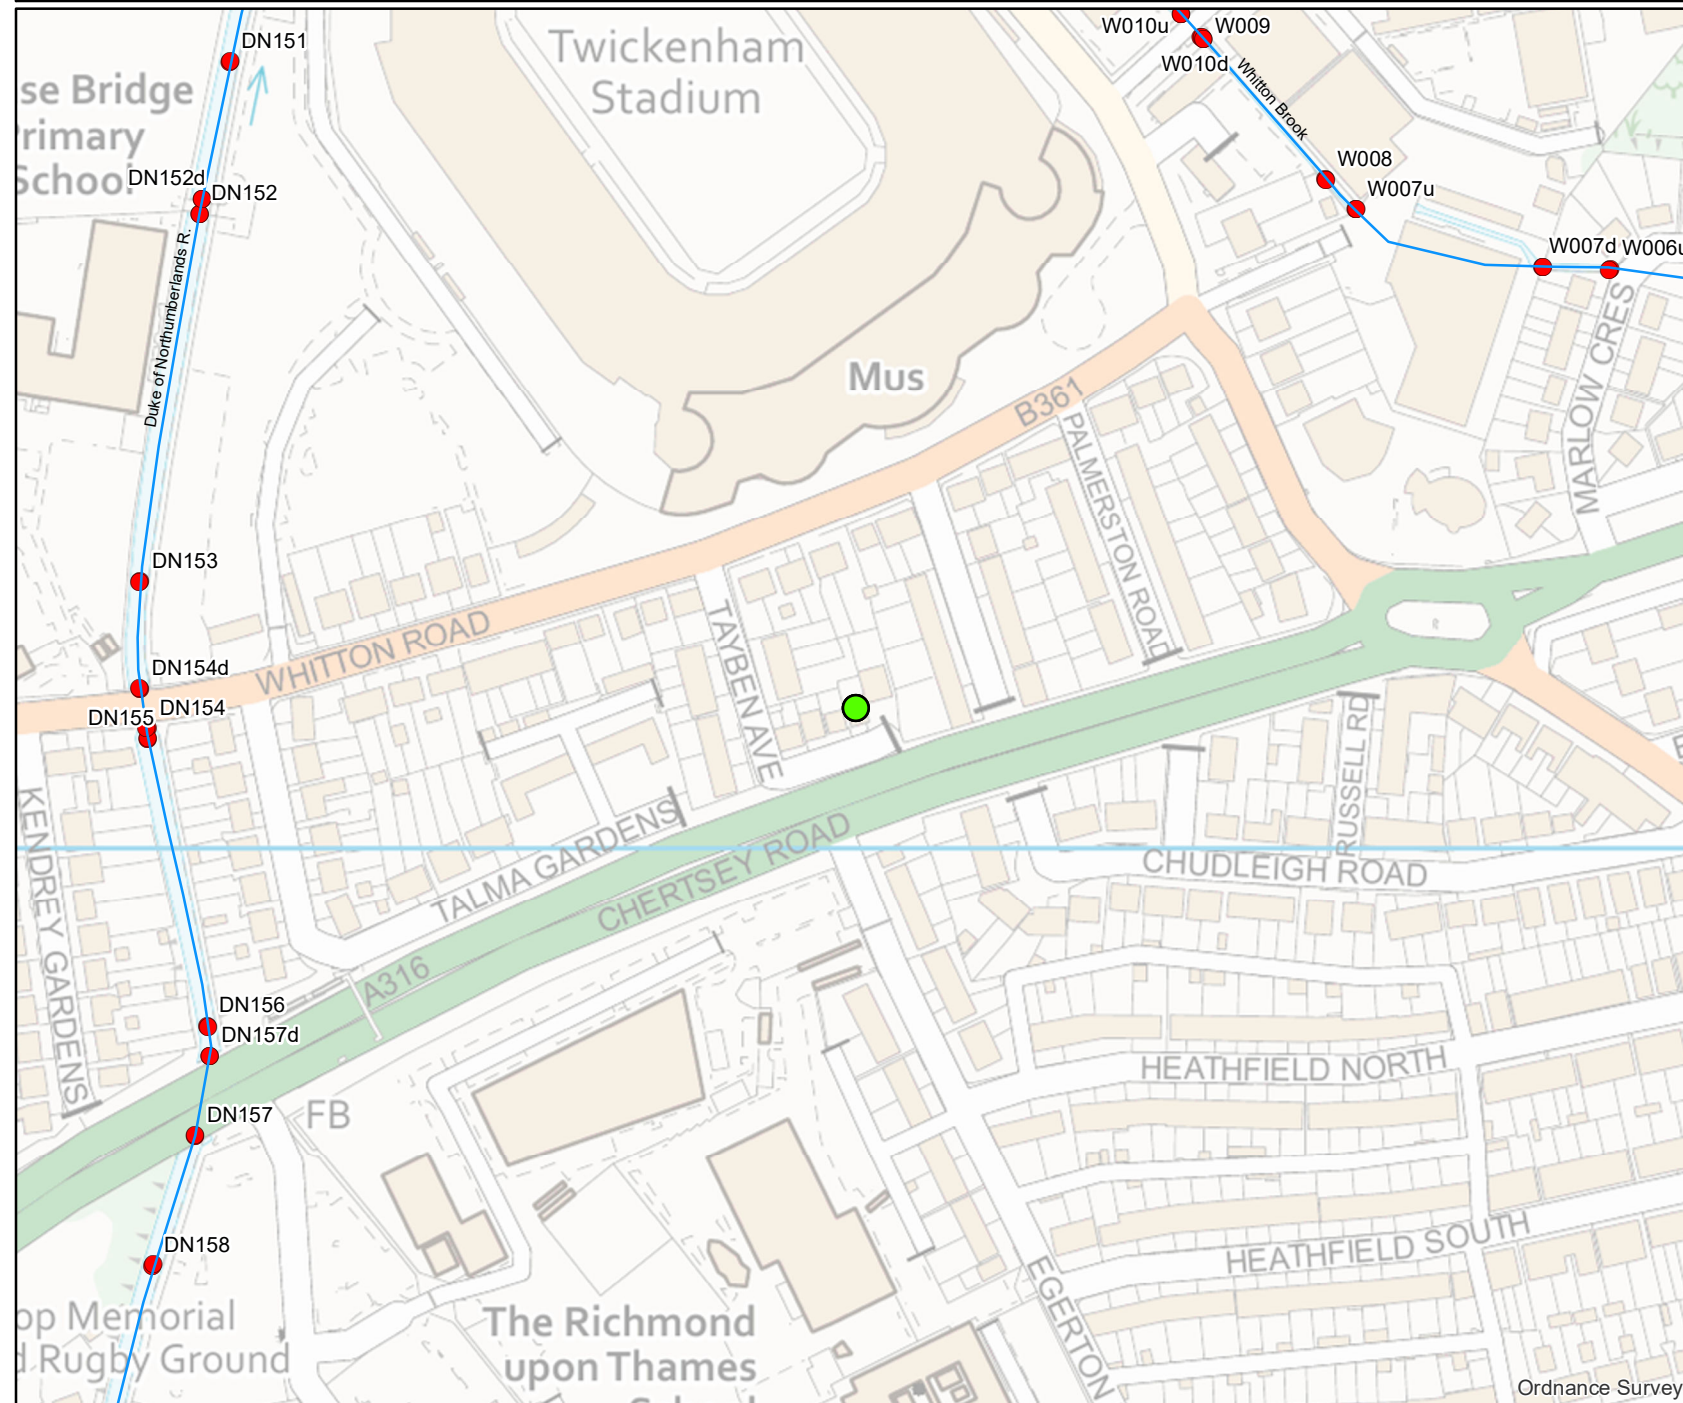 DN151
W010u
W009
W010d
Whitton Brook
Twickenham
Stadium
se Bridge
Primary
School
DN152d
DN152
W008
W007u
W007d
W006u
Duke of Northumberlands R.
Mus
B361
MARLOW CRES
PALMERSTON ROAD
DN153
WHITTON ROAD
TAYBEN AVE
DN154d
DN154
DN155
RUSSELL RD
KENDREY GARDENS
TALMA GARDENS
CHERTSEY ROAD
CHUDLEIGH ROAD
A316
DN156
DN157d
HEATHFIELD NORTH
DN157
FB
DN158
HEATHFIELD SOUTH
EGERTON
op Memorial
d Rugby Ground
The Richmond
upon Thames
School
Ordnance Survey